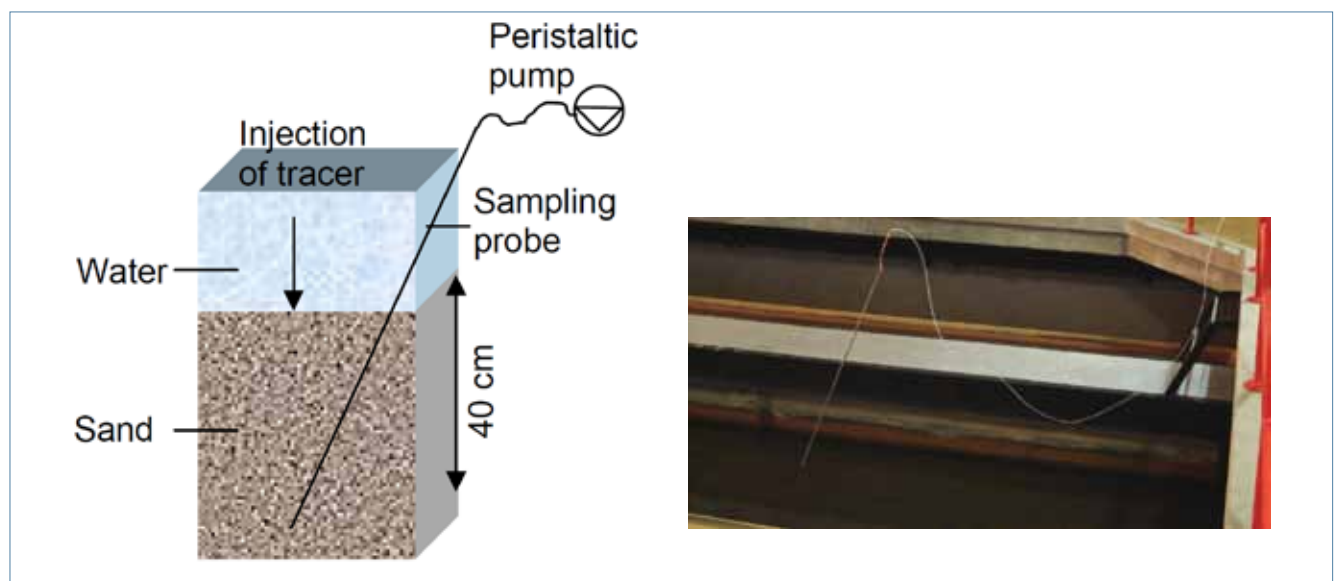 Peristaltic
pump
Injection
of tracer
Sampling
probe
Water
40 cm
Sand